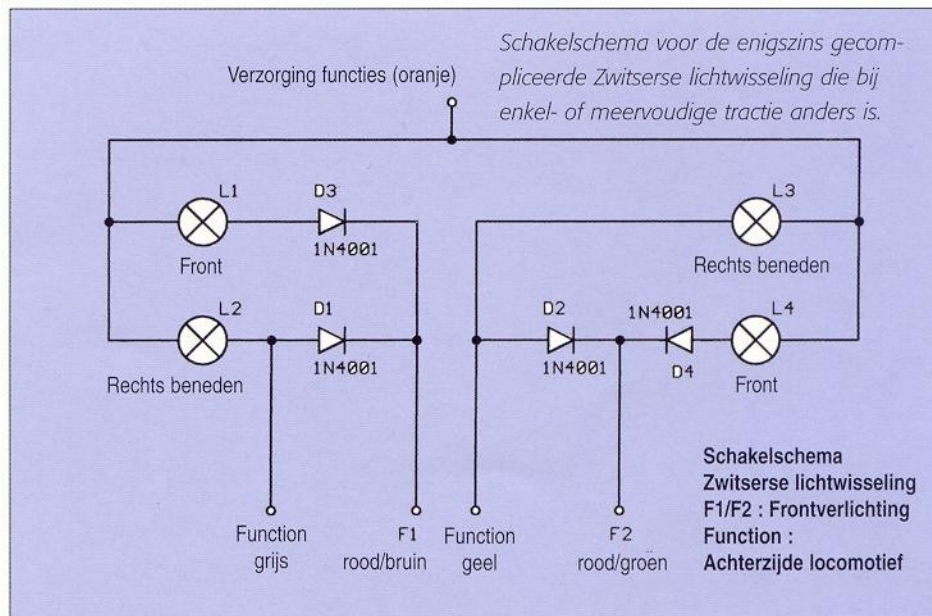 Schakelschema voor de enigszins gecom-
pliceerde Zwitserse lichtwisseling die bij
enkel- of meervoudige tractie anders is.
Verzorging functies (oranje)
L1
D3
1N4001
Front
L3
Rechts beneden
L2
D1
1N4001
Rechts beneden
D2
1N4001
1N4001
D4
L4
Front
Function
grijs
F1
rood/bruin
Function
geel
F2
rood/groën
Schakelschema
Zwitserse lichtwisseling
F1/F2 : Frontverlichting
Function :
Achterzijde locomotief